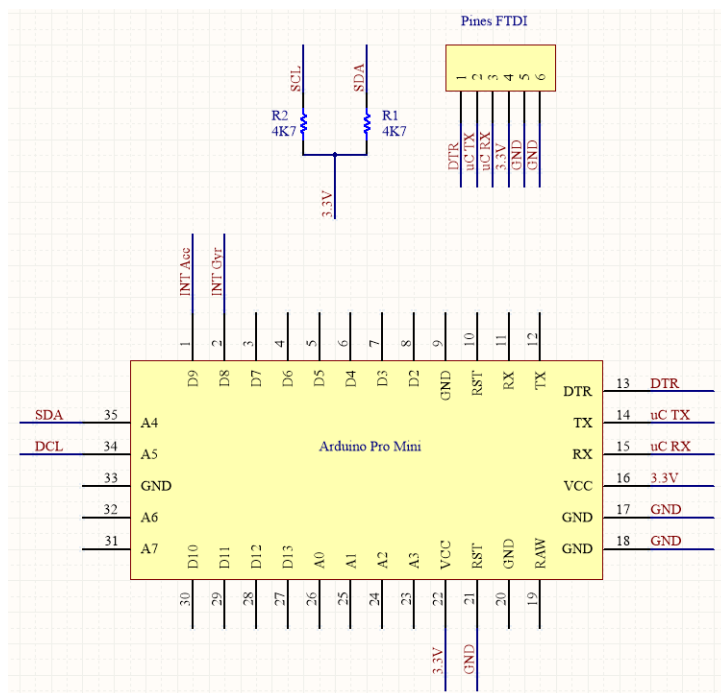 Pines FTDI
1 2 3 4 5 6
DTR
uC TX
uC RX
3.3V
GND
GND
SCL
SDA
R2
4K7
R1
4K7
3.3V
INT Acc
INT Gyr
1 2 3 4 5 6 7 8 9 10 11 12
D9 D8 D7 D6 D5 D4 D3 D2 GND RST RX TX
Arduino Pro Mini
SDA 35 A4
DCL 34 A5
33 GND
32 A6
31 A7
DTR 13 DTR
TX 14 uC TX
RX 15 uC RX
VCC 16 3.3V
GND 17 GND
GND 18 GND
D10 D11 D12 D13 A0 A1 A2 A3 VCC RST GND RAW
30 29 28 27 26 25 24 23 22 21 20 19
3.3V
GND